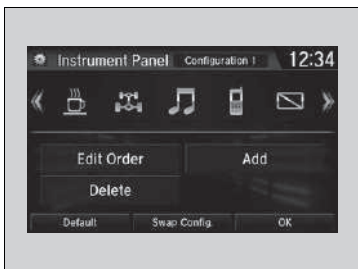 Instrument Panel Configuration 1 12:34
Edit Order Add
Delete
Default Swap Config. OK